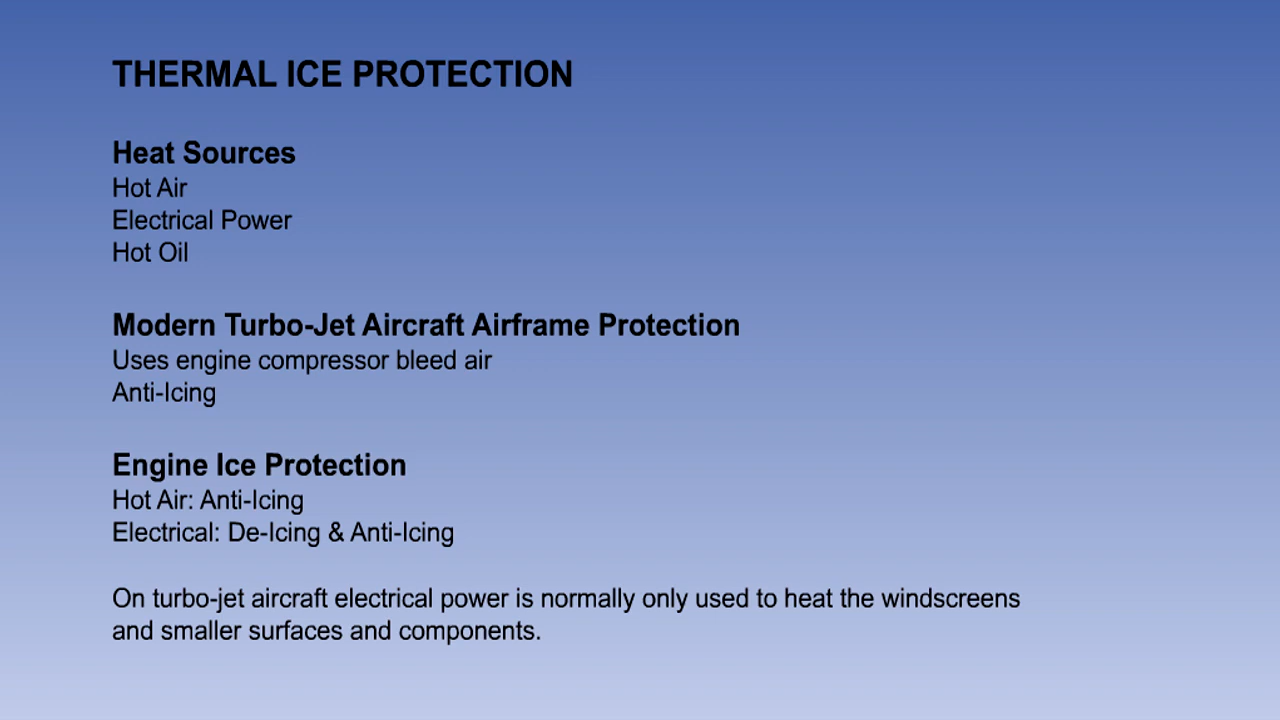 THERMAL ICE PROTECTION
Heat Sources
Hot Air
Electrical Power
Hot Oil
Modern Turbo-Jet Aircraft Airframe Protection
Uses engine compressor bleed air
Anti-Icing
Engine Ice Protection
Hot Air: Anti-Icing
Electrical: De-Icing & Anti-Icing
On turbo-jet aircraft electrical power is normally only used to heat the windscreens
and smaller surfaces and components.